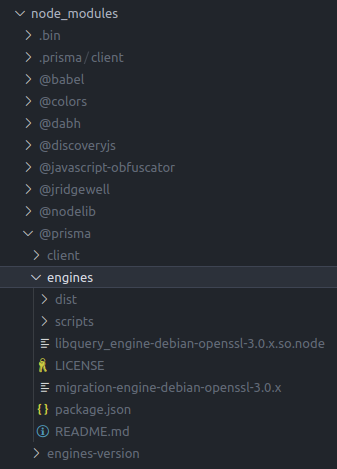 node_modules
.bin
.prisma/client
@babel
@colors
@dabh
@discoveryjs
@javascript-obfuscator
@jridgewell
@nodelib
@prisma
client
engines
dist
scripts
libquery_engine-debian-openssl-3.0.x.so.node
LICENSE
migration-engine-debian-openssl-3.0.x
package.json
README.md
engines-version